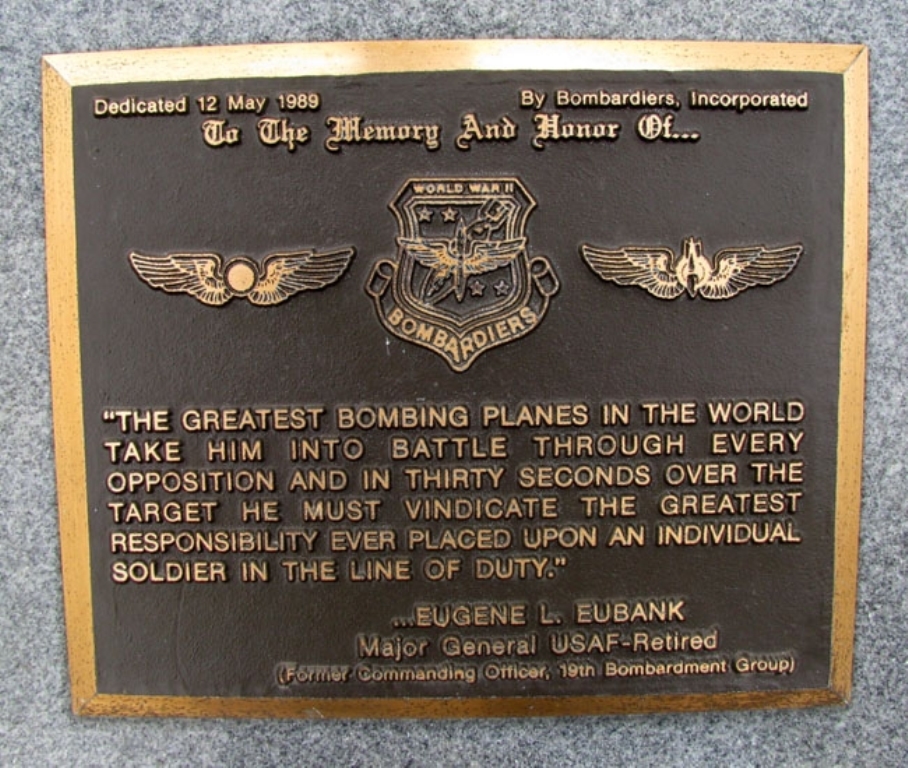 Dedicated 12 May 1989 By Bombardiers, Incorporated
To The Memory And Honor Of...
WORLD WAR II
BOMBARDIERS
"THE GREATEST BOMBING PLANES IN THE WORLD
TAKE HIM INTO BATTLE THROUGH EVERY
OPPOSITION AND IN THIRTY SECONDS OVER THE
TARGET HE MUST VINDICATE THE GREATEST
RESPONSIBILITY EVER PLACED UPON AN INDIVIDUAL
SOLDIER IN THE LINE OF DUTY."
...EUGENE L. EUBANK
Major General USAF-Retired
(Former Commanding Officer, 19th Bombardment Group)